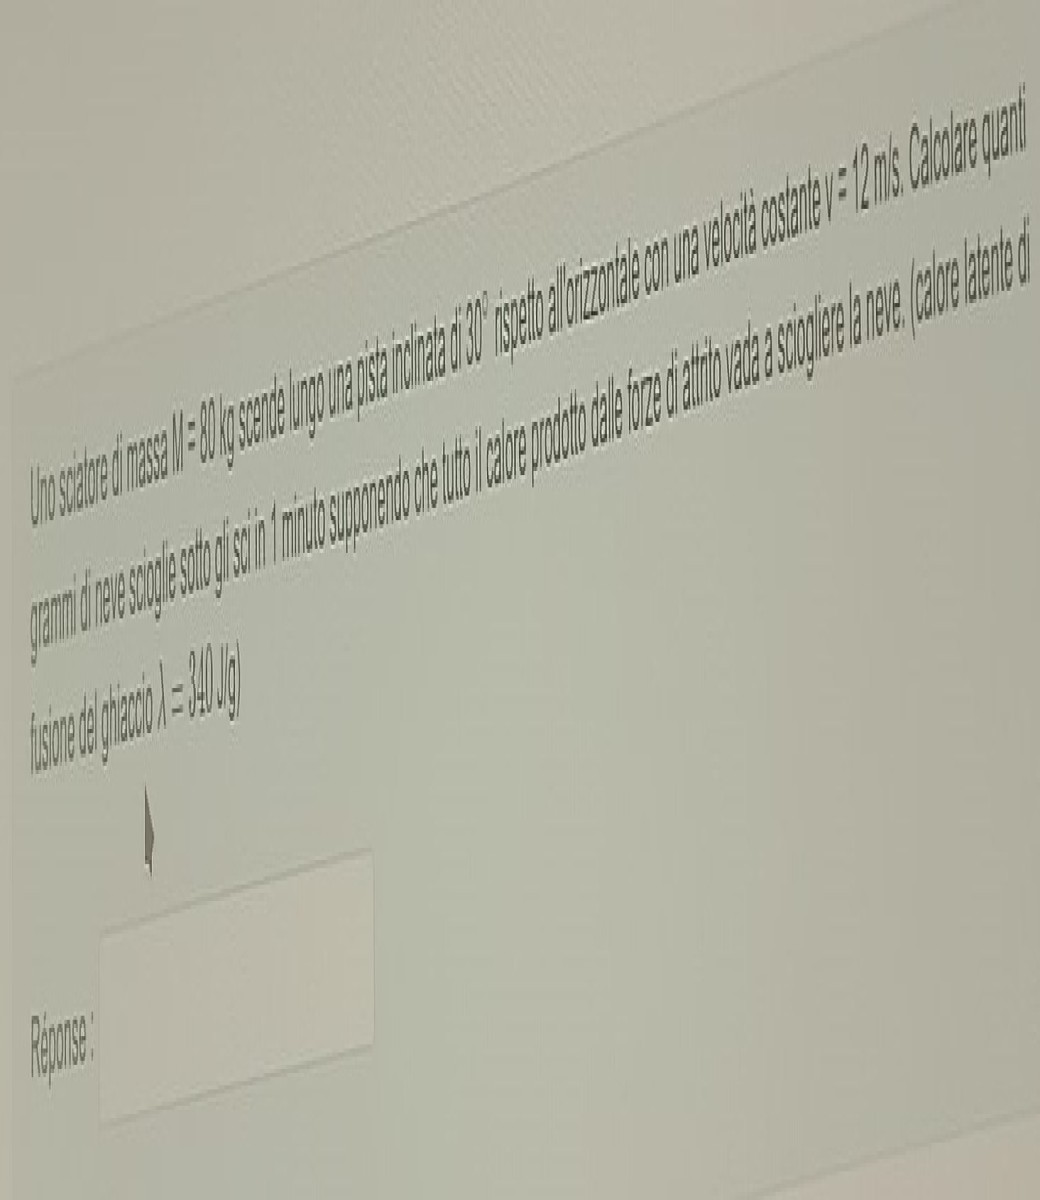 Uno sciatore di massa M = 80 kg scende lungo una pista inclinata di 30° rispetto all'orizzontale con una velocità costante v = 12 m/s. Calcolare quanti
grammi di neve scioglie sotto gli sci in 1 minuto supponendo che tutto il calore prodotto dalle forze di attrito vada a sciogliere la neve. (calore latente di
fusione del ghiaccio λ = 340 J/g)
Réponse :